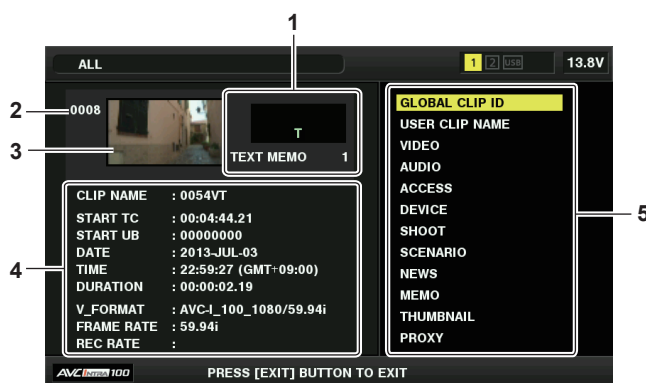 1
ALL
1 2 USB 13.8V
2
0008
3
T
TEXT MEMO 1
4
CLIP NAME : 0054VT
START TC : 00:04:44.21
START UB : 00000000
DATE : 2013-JUL-03
TIME : 22:59:27 (GMT+09:00)
DURATION : 00:00:02.19
V_FORMAT : AVC-I_100_1080/59.94i
FRAME RATE : 59.94i
REC RATE :
GLOBAL CLIP ID
USER CLIP NAME
VIDEO
AUDIO
ACCESS
DEVICE
SHOOT
SCENARIO
NEWS
MEMO
THUMBNAIL
PROXY
5
AVC INTRA 100
PRESS [EXIT] BUTTON TO EXIT